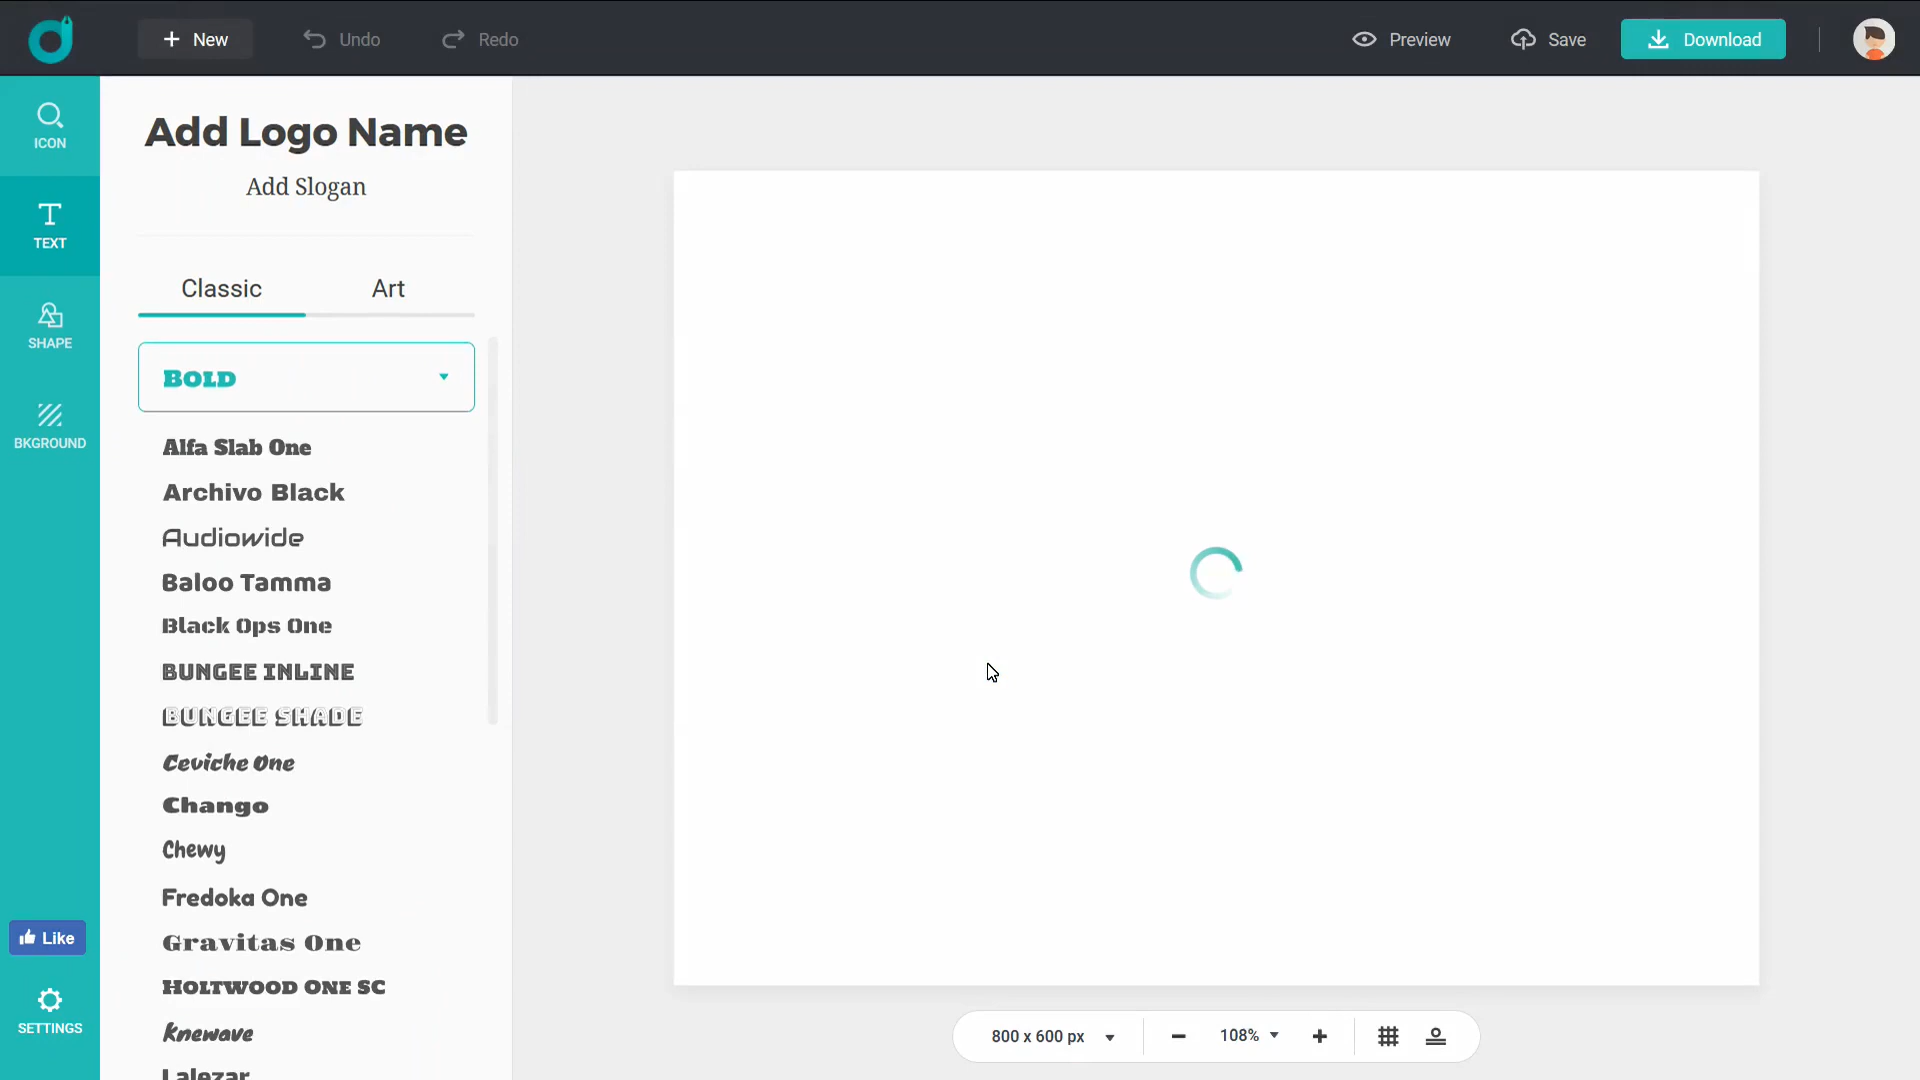 New
Undo
Redo
Preview
Save
Download
ICON
TEXT
SHAPE
BKGROUND
Like
SETTINGS
Add Logo Name
Add Slogan
Classic
Art
BOLD
Alfa Slab One
Archivo Black
Audiowide
Baloo Tamma
Black Ops One
BUNGEE INLINE
BUNGEE SHADE
Ceviche One
Chango
Chewy
Fredoka One
Gravitas One
HOLTWOOD ONE SC
Knewave
Lalezar
800 x 600 px
108%